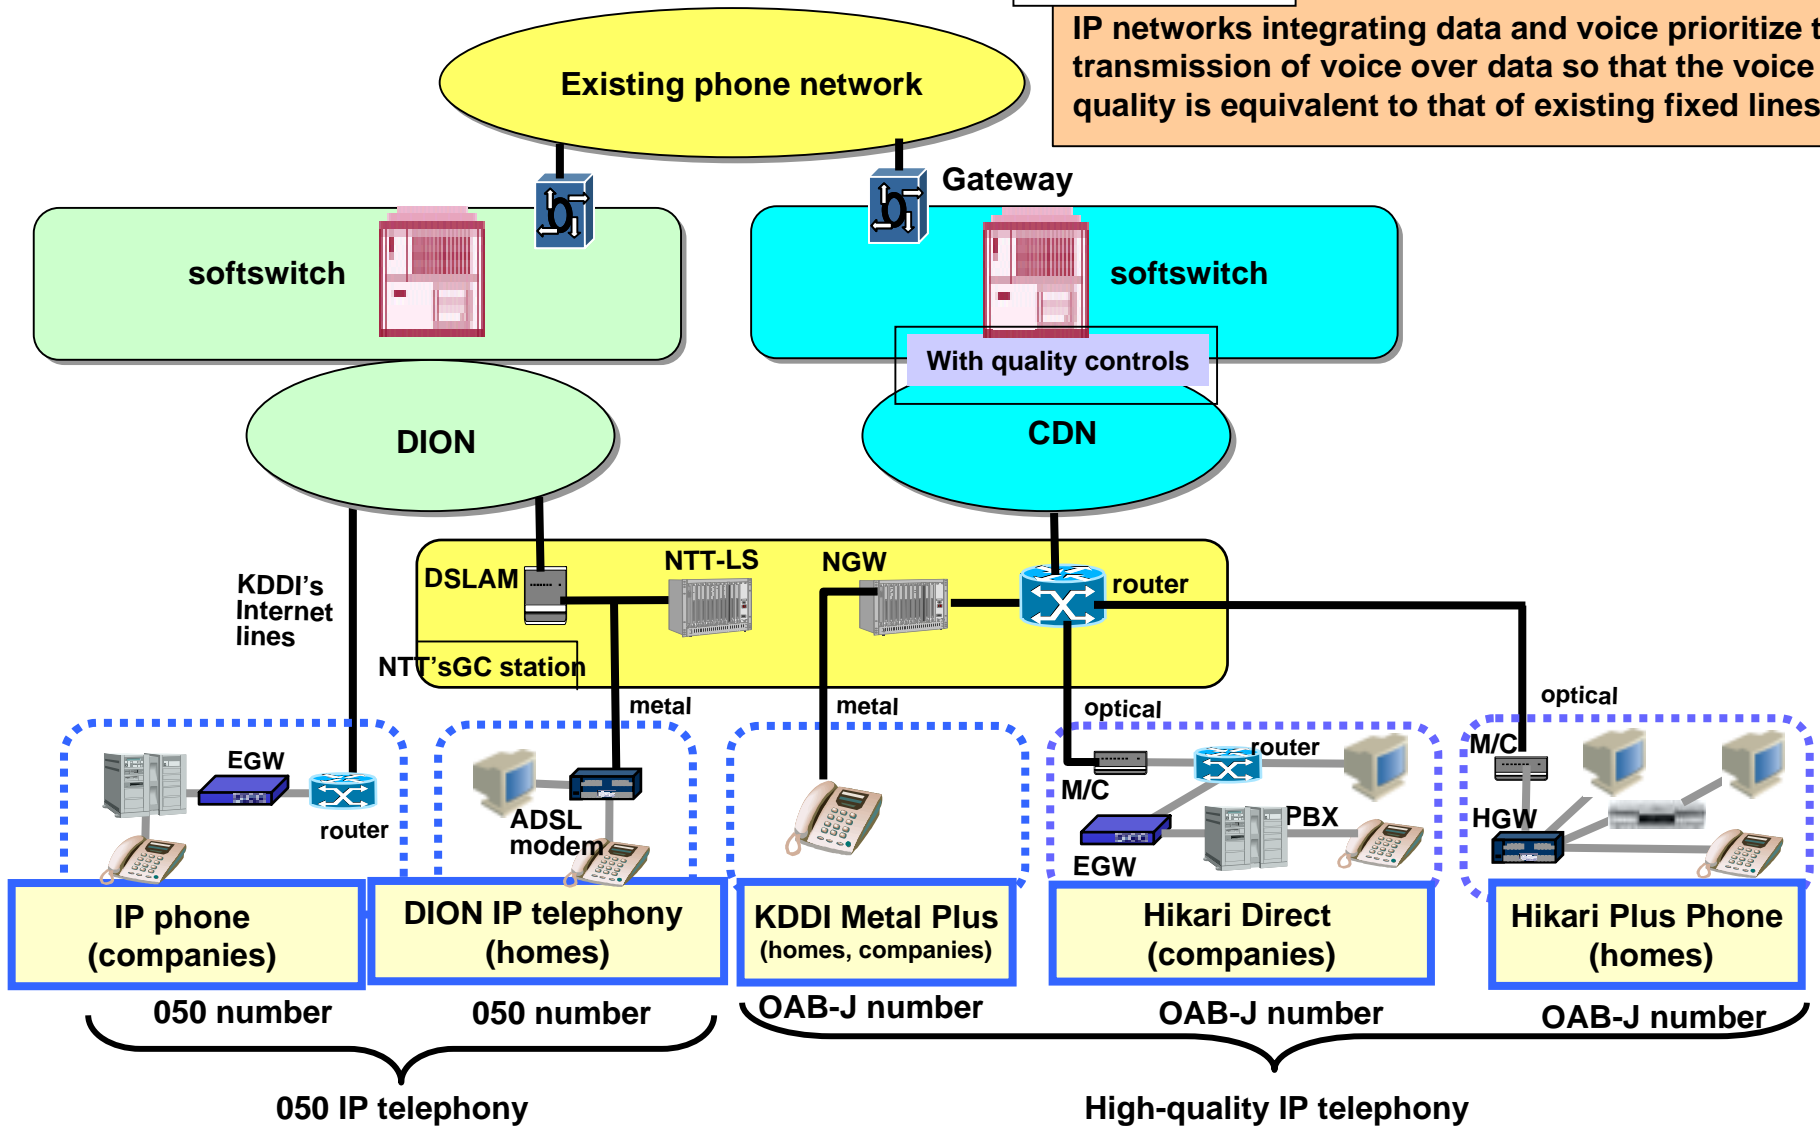 IP networks integrating data and voice prioritize t
transmission of voice over data so that the voice
quality is equivalent to that of existing fixed lines
Existing phone network
Gateway
softswitch
softswitch
With quality controls
DION
CDN
KDDI's
Internet
lines
DSLAM
NTT-LS
NGW
router
NTT'sGC station
metal
metal
optical
optical
EGW
router
ADSL
modem
M/C
router
EGW
PBX
M/C
HGW
IP phone
(companies)
DION IP telephony
(homes)
KDDI Metal Plus
(homes, companies)
Hikari Direct
(companies)
Hikari Plus Phone
(homes)
050 number
050 number
OAB-J number
OAB-J number
OAB-J number
050 IP telephony
High-quality IP telephony